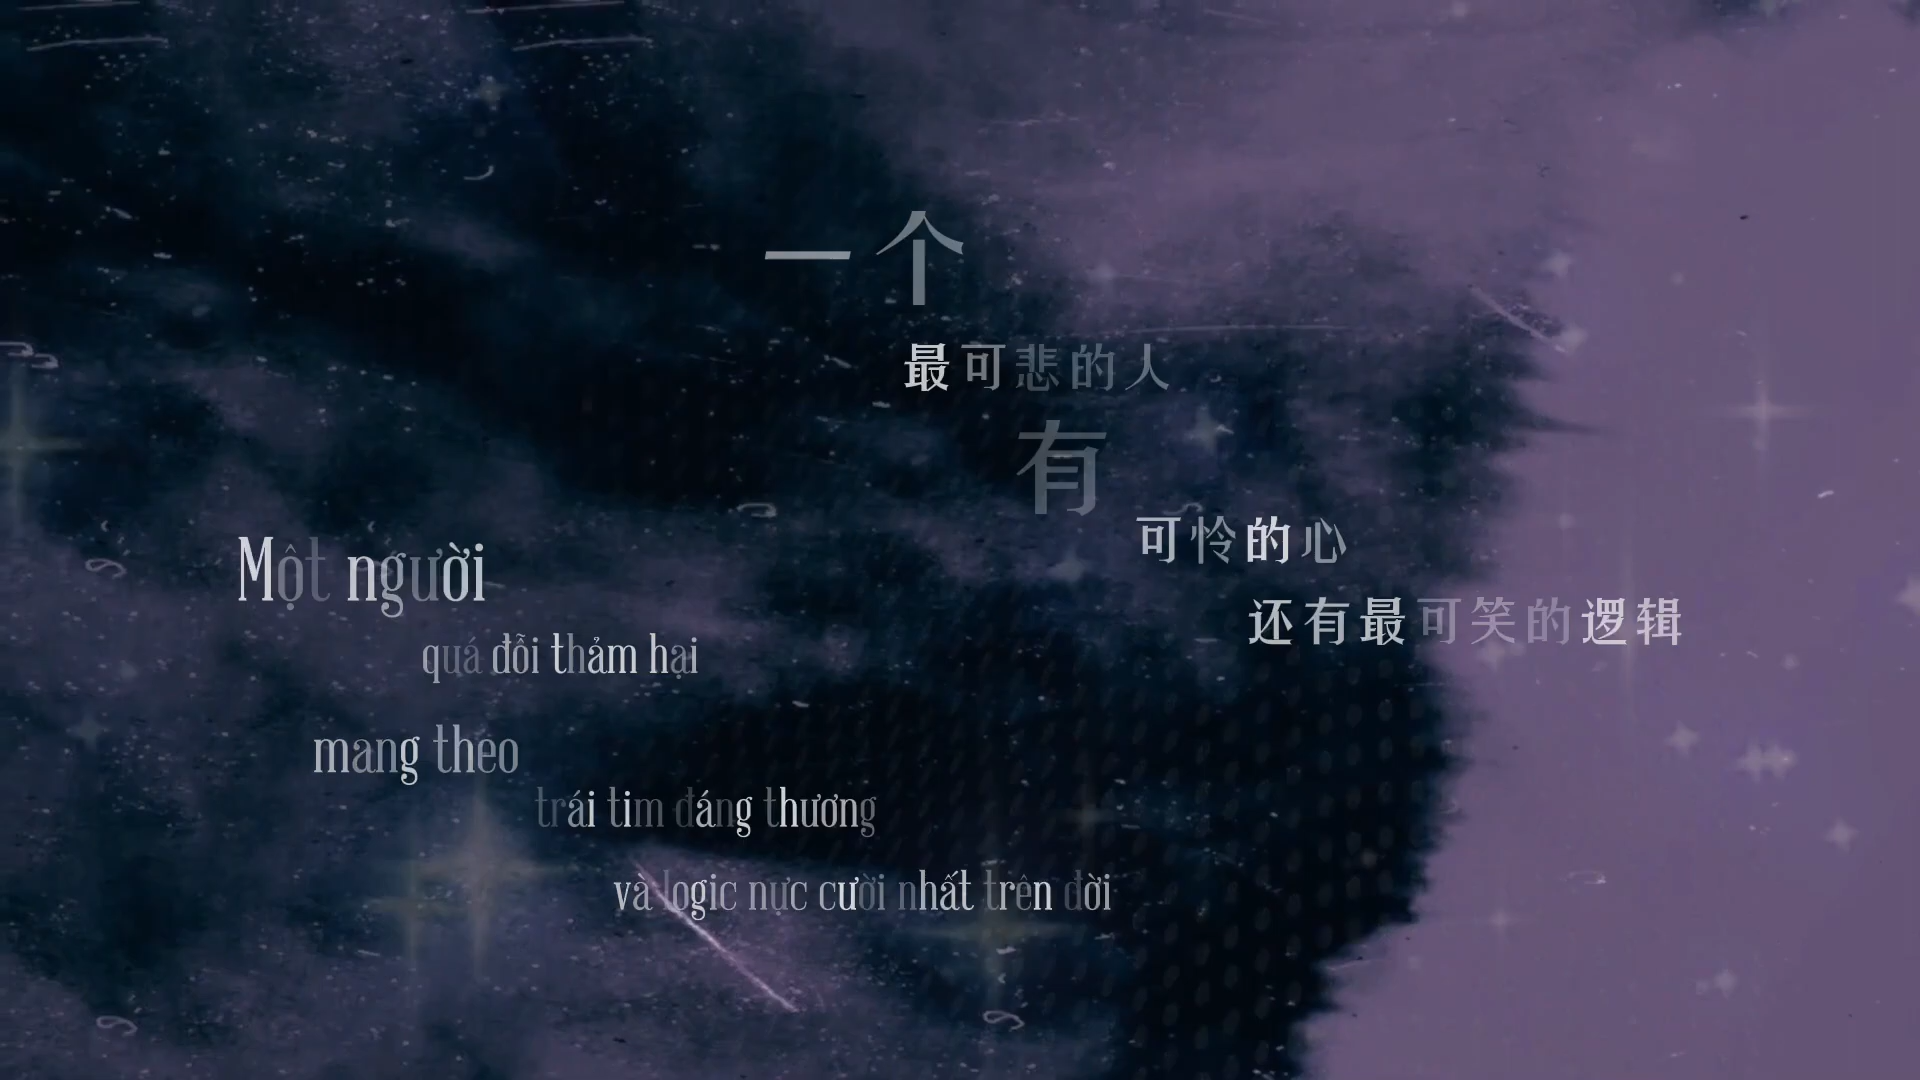 一个
最可悲的人
有
可怜的心
还有最可笑的逻辑
Một người
quá đỗi thảm hại
mang theo
trái tim đáng thương
và logic nực cười nhất trên đời